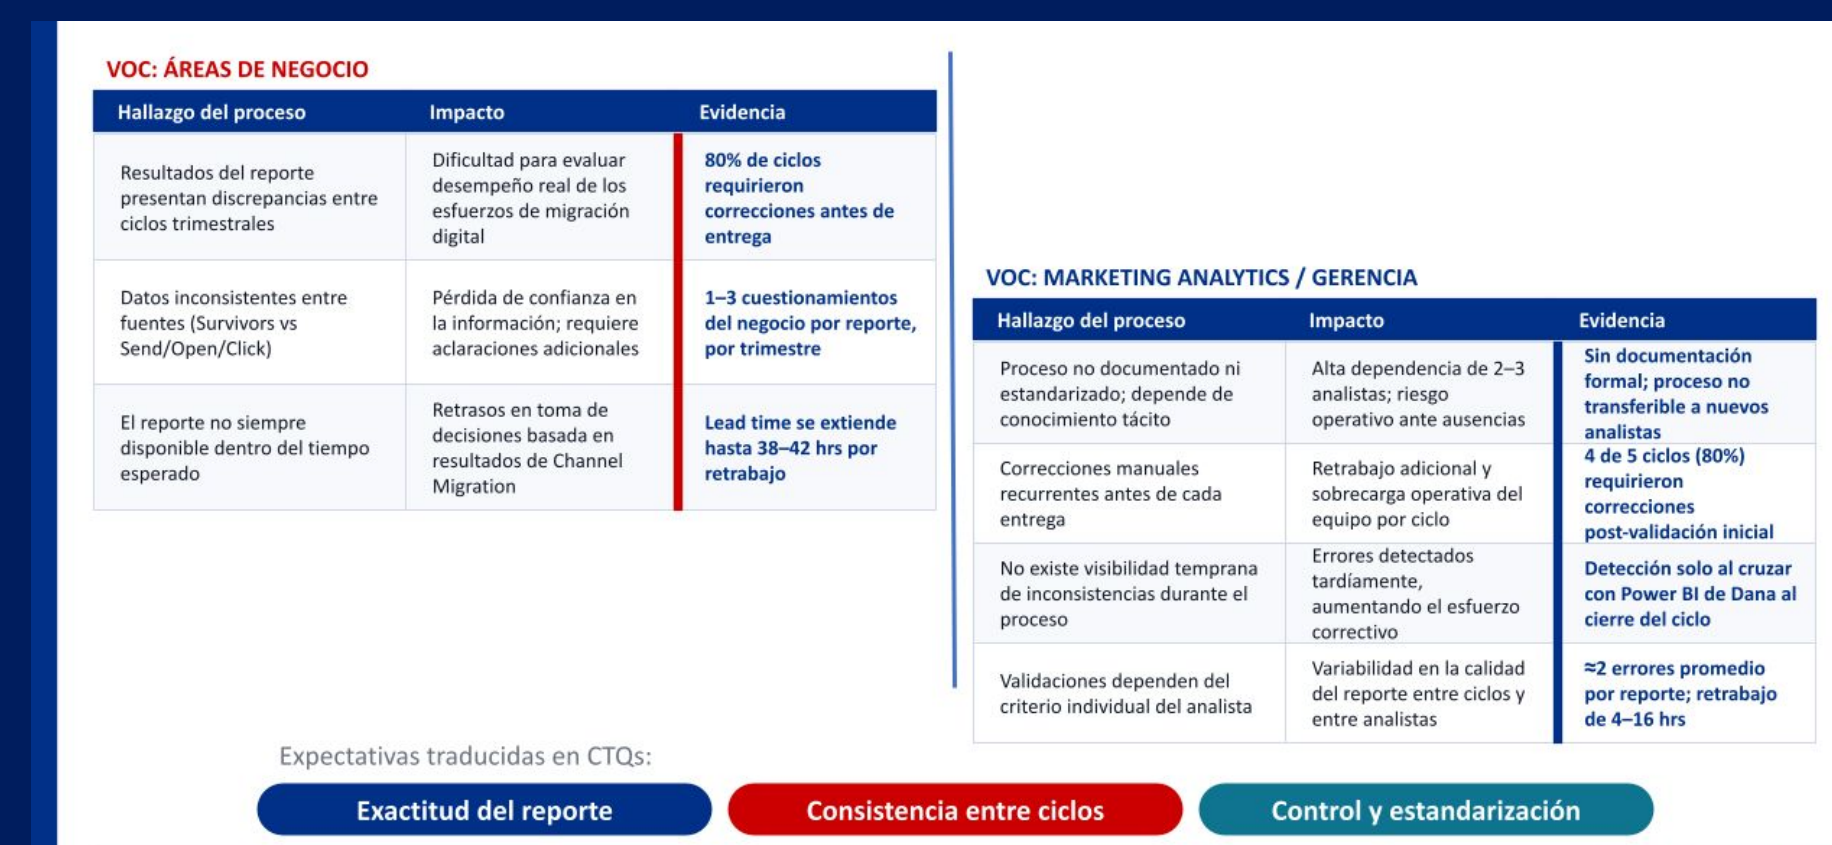 VOC: ÁREAS DE NEGOCIO
Hallazgo del proceso
Impacto
Evidencia
Resultados del reporte
presentan discrepancias entre
ciclos trimestrales
Dificultad para evaluar
desempeño real de los
esfuerzos de migración
digital
80% de ciclos
requirieron
correcciones antes de
entrega
Datos inconsistentes entre
fuentes (Survivors vs
Send/Open/Click)
Pérdida de confianza en
la información; requiere
aclaraciones adicionales
1–3 cuestionamientos
del negocio por reporte,
por trimestre
El reporte no siempre
disponible dentro del tiempo
esperado
Retrasos en toma de
decisiones basada en
resultados de Channel
Migration
Lead time se extiende
hasta 38–42 hrs por
retrabajo
VOC: MARKETING ANALYTICS / GERENCIA
Hallazgo del proceso
Impacto
Evidencia
Proceso no documentado ni
estandarizado; depende de
conocimiento tácito
Alta dependencia de 2–3
analistas; riesgo
operativo ante ausencias
Sin documentación
formal; proceso no
transferible a nuevos
analistas
Correcciones manuales
recurrentes antes de cada
entrega
Retrabajo adicional y
sobrecarga operativa del
equipo por ciclo
4 de 5 ciclos (80%)
requirieron
correcciones
post-validación inicial
No existe visibilidad temprana
de inconsistencias durante el
proceso
Errores detectados
tardíamente,
aumentando el esfuerzo
correctivo
Detección solo al cruzar
con Power BI de Dana al
cierre del ciclo
Validaciones dependen del
criterio individual del analista
Variabilidad en la calidad
del reporte entre ciclos y
entre analistas
≈2 errores promedio
por reporte; retrabajo
de 4–16 hrs
Expectativas traducidas en CTQs:
Exactitud del reporte
Consistencia entre ciclos
Control y estandarización